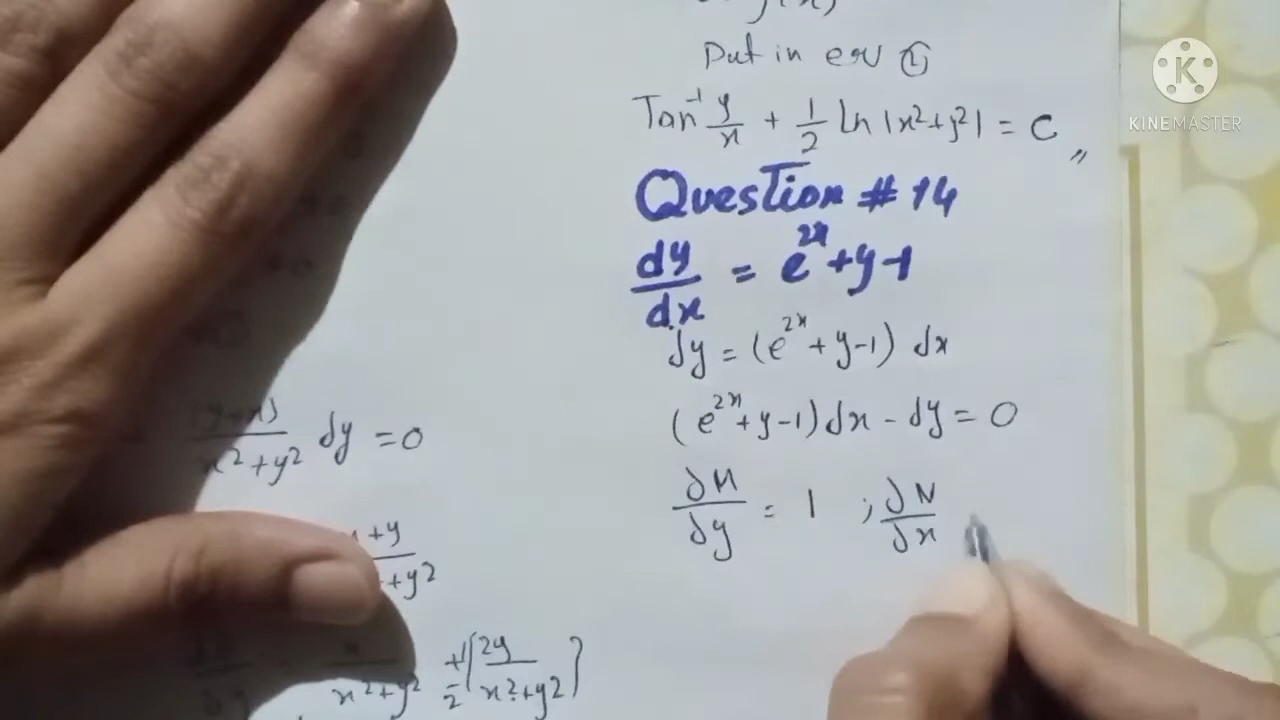 Put in eq ①
Tan⁻¹ y/x + 1/2 ln |x²+y²| = C
KINEMASTER
Question # 14
dy/dx = e^2x + y - 1
dy = (e^2x + y - 1) dx
(e^2x + y - 1) dx - dy = 0
∂M/∂y = 1 ; ∂N/∂x
x²+y² dy = 0
+y
+y²
x²+y² + 1/2 (2y / x²+y²)